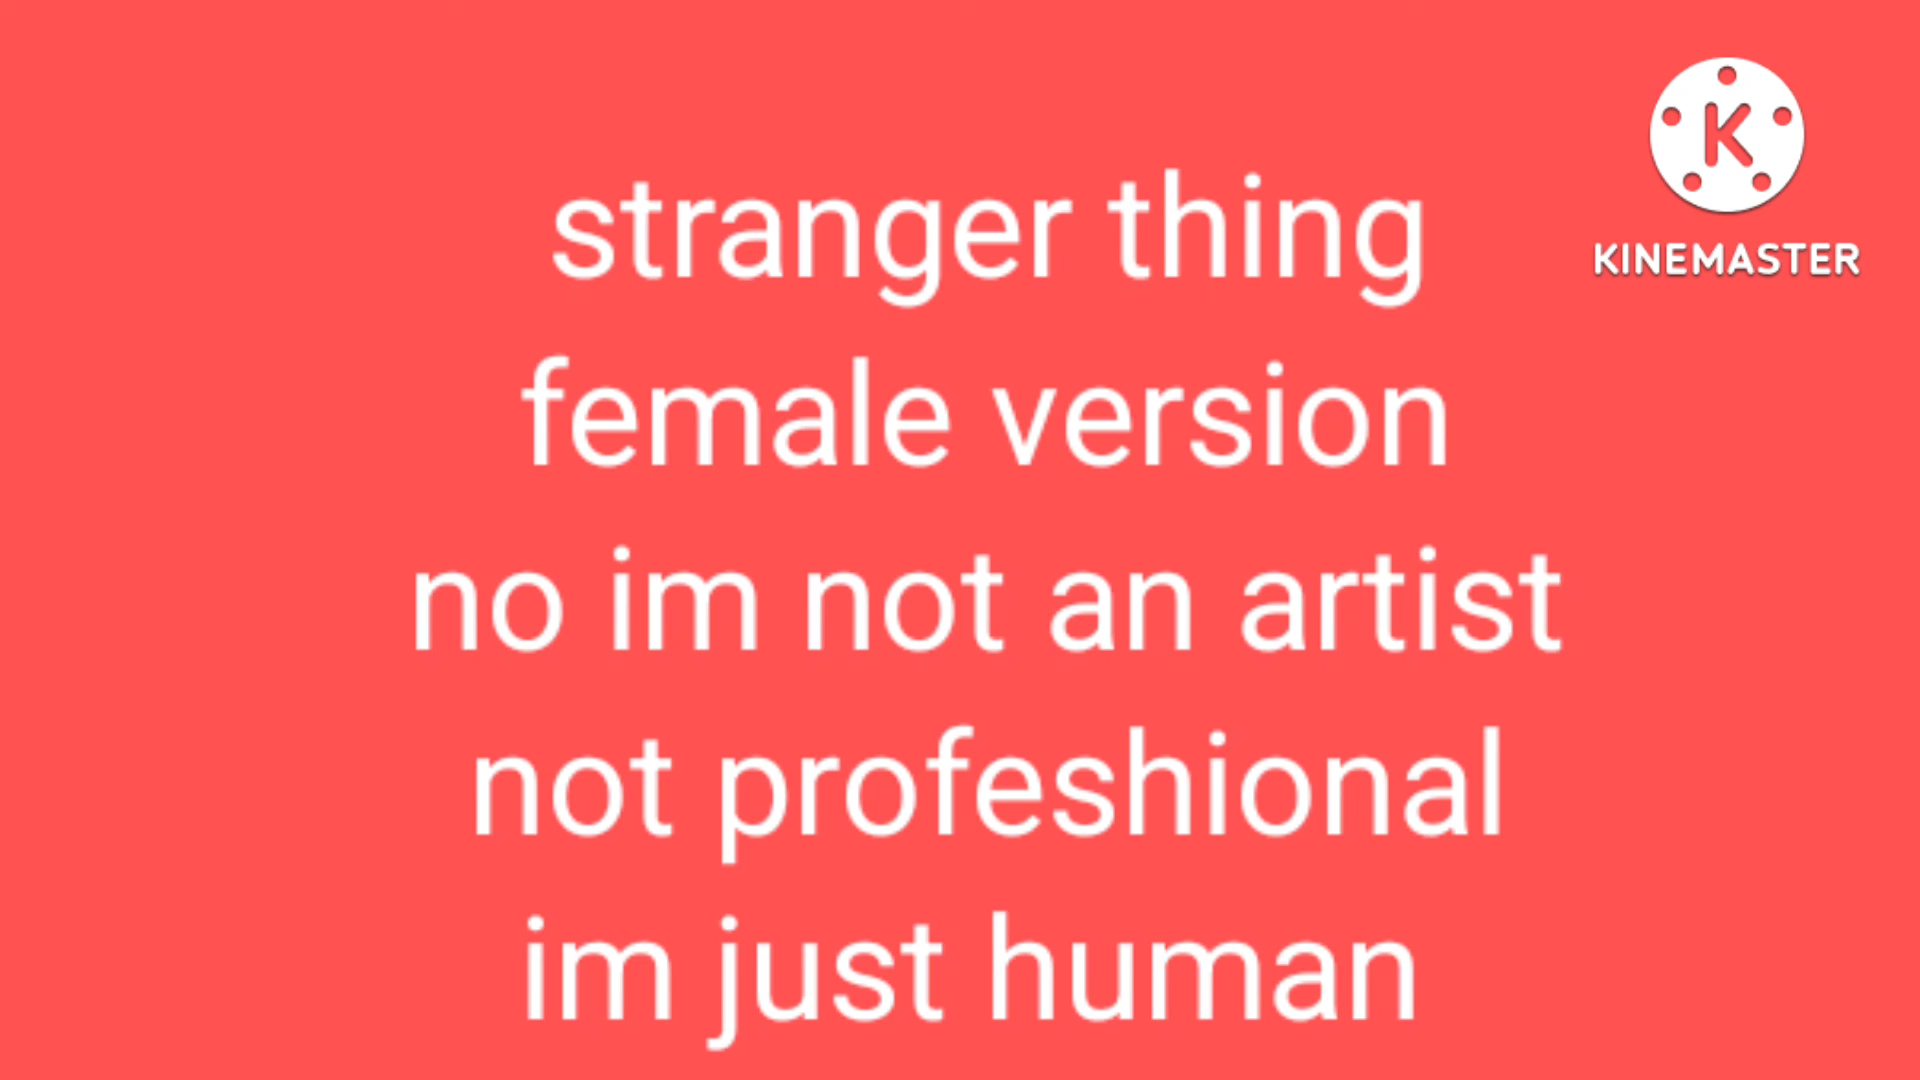 K
KINEMASTER
stranger thing
female version
no im not an artist
not profeshional
im just human